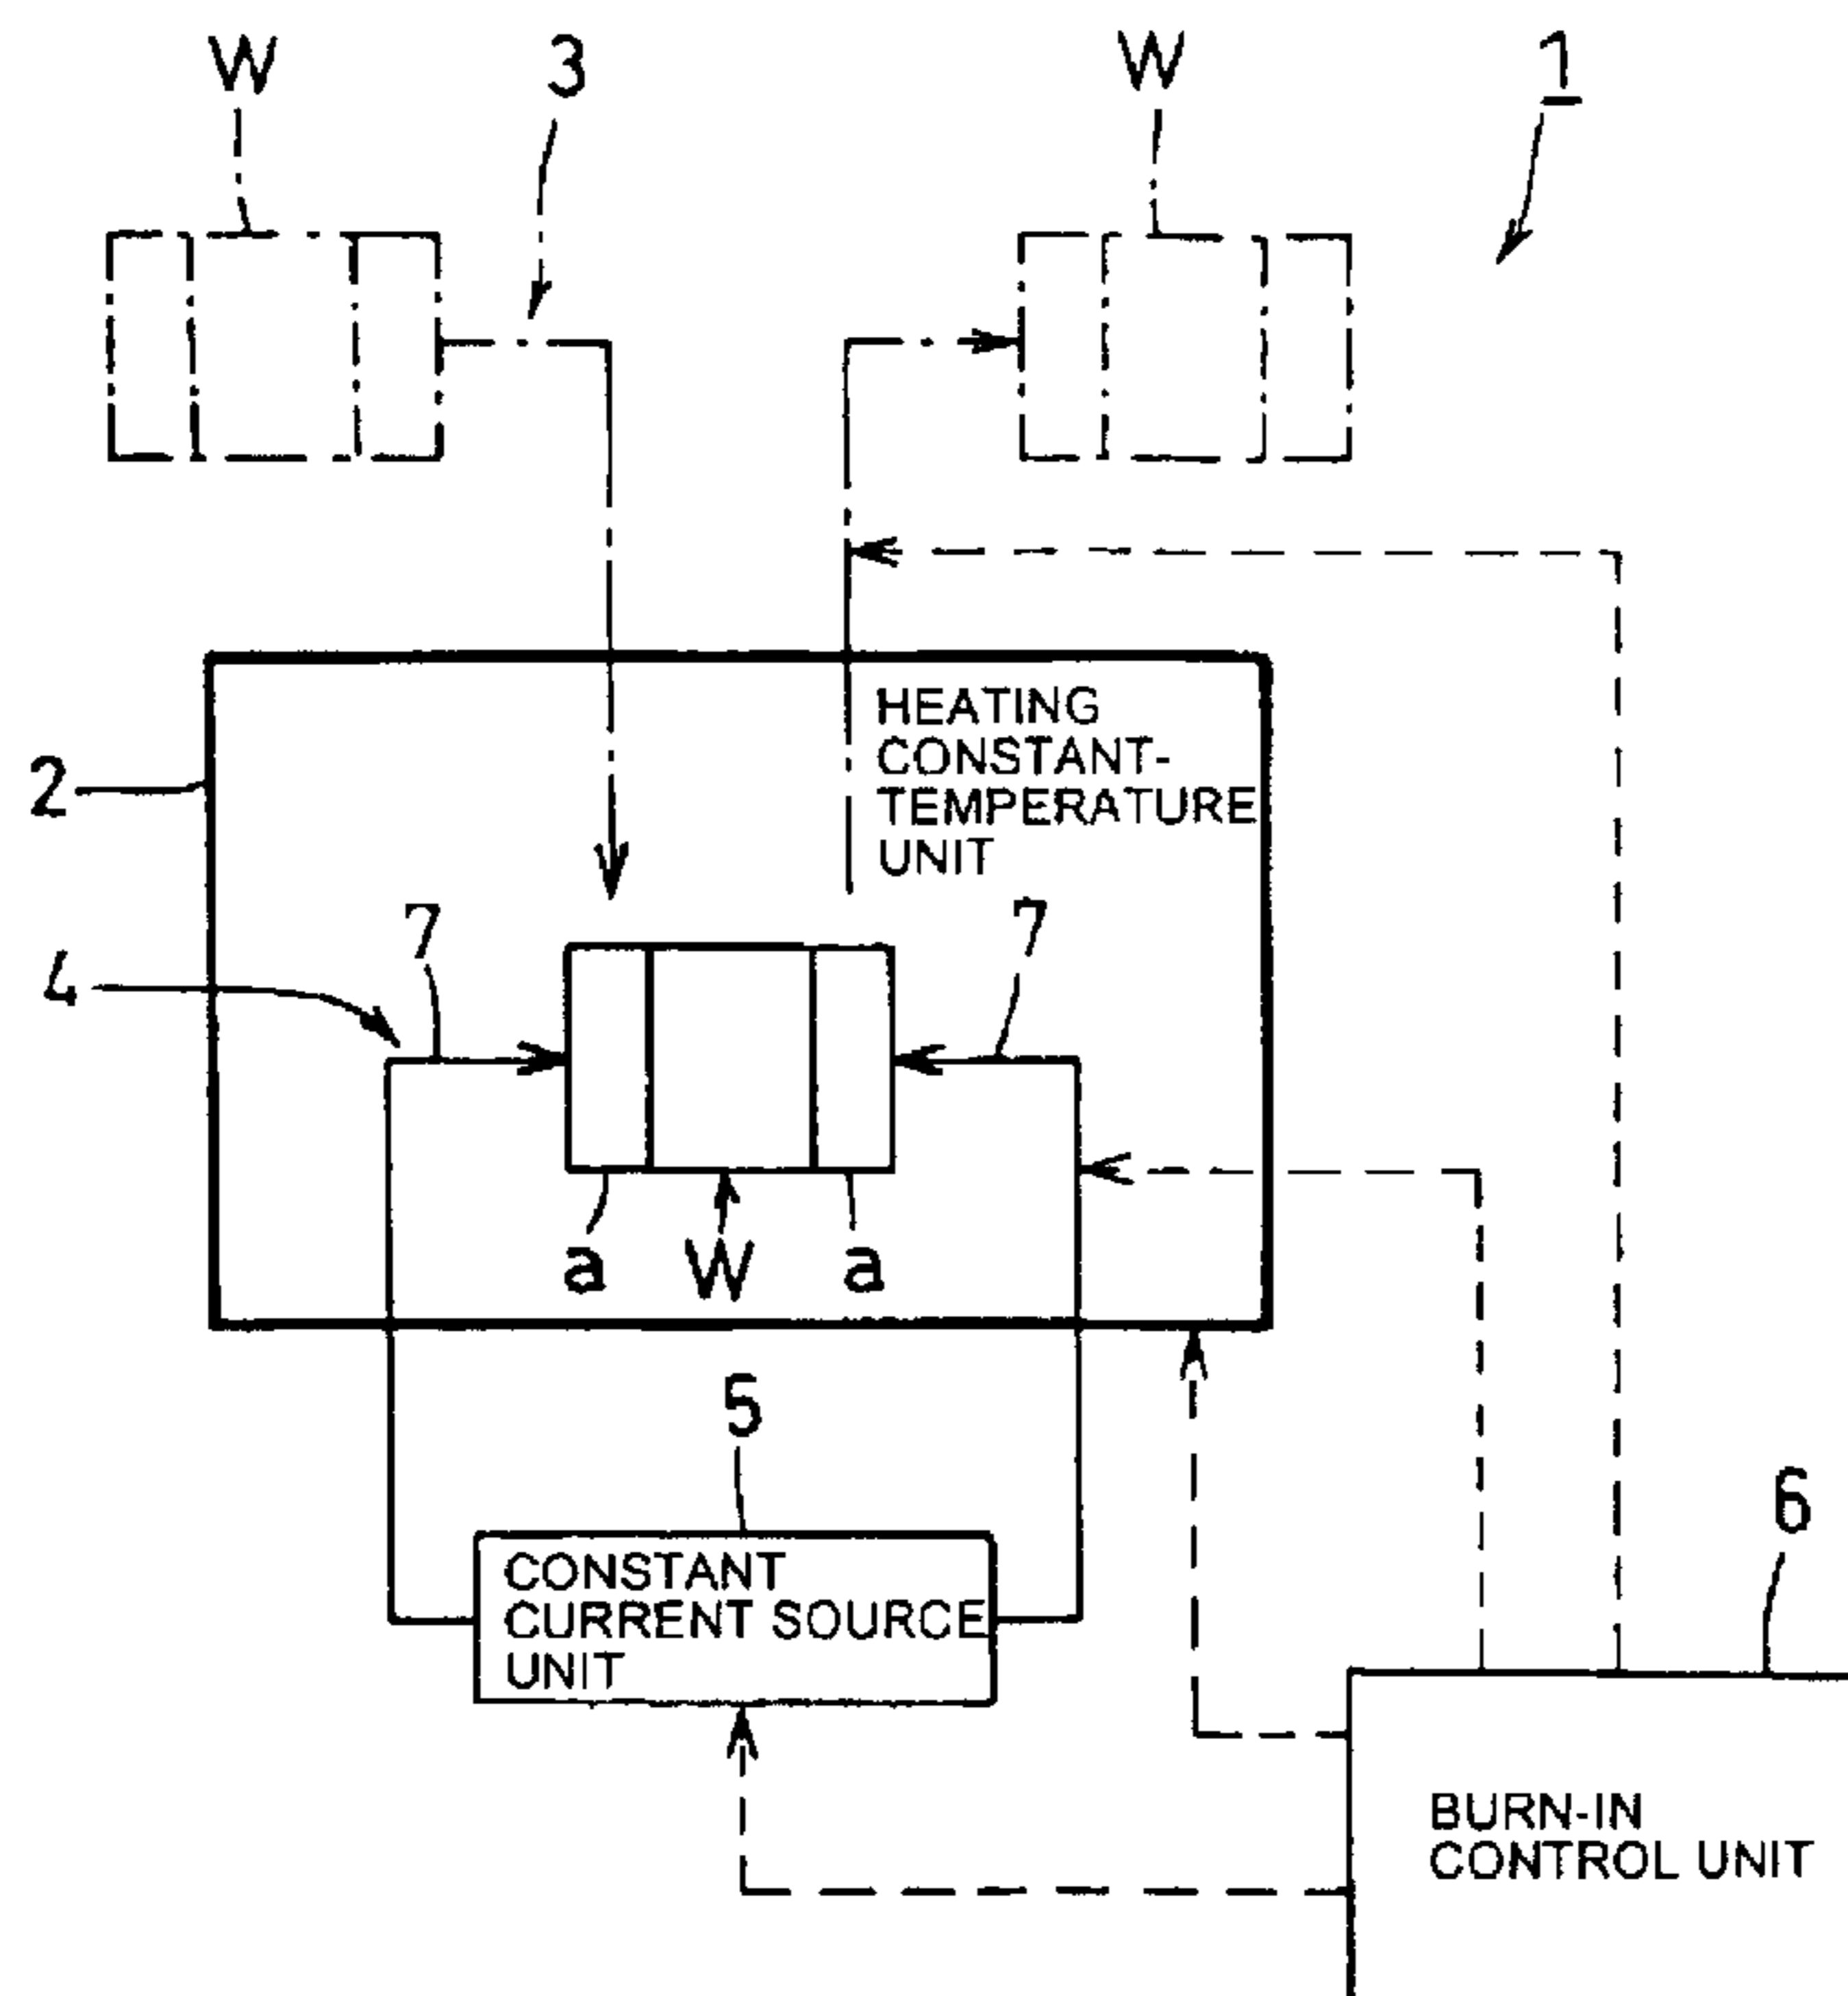 W
3
W
1
HEATING
CONSTANT-
TEMPERATURE
UNIT
2
7
7
4
a
W
a
5
CONSTANT
CURRENT SOURCE
UNIT
6
BURN-IN
CONTROL UNIT